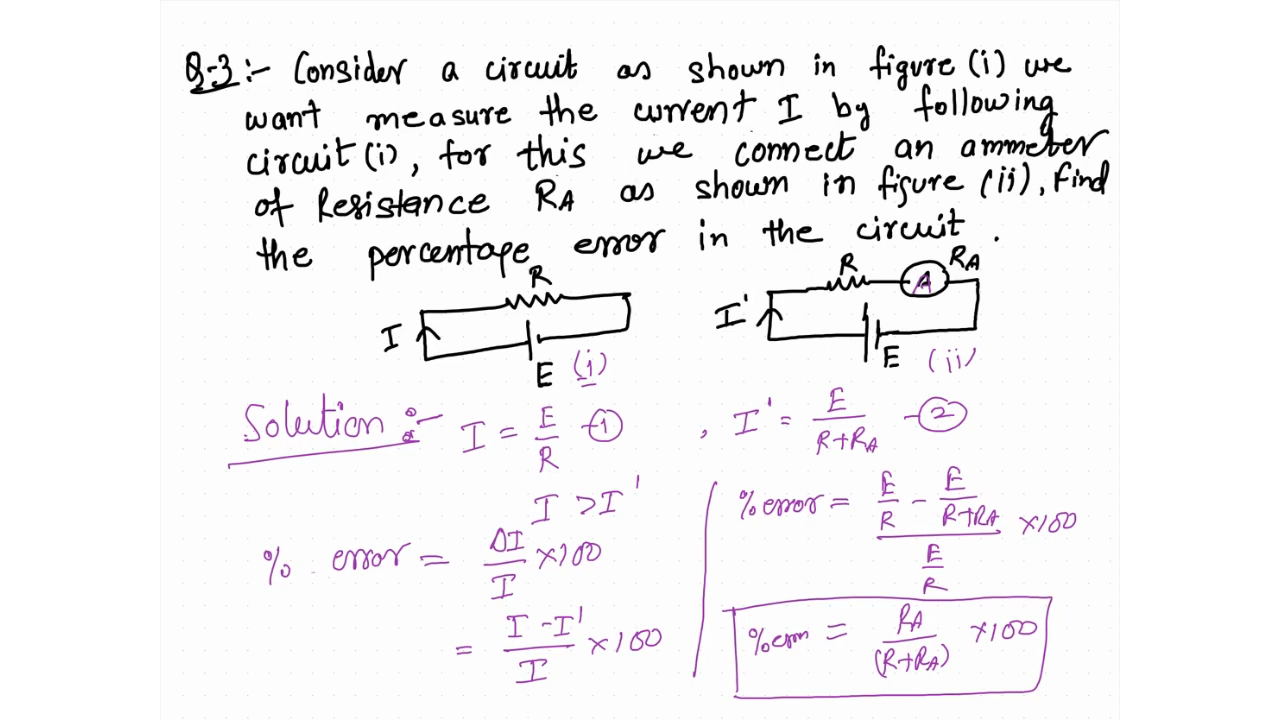 Q-3:- Consider a circuit as shown in figure (i) we
want measure the current I by following
circuit (i), for this we connect an ammeter
of Resistance RA as shown in figure (ii), Find
the percentage error in the circuit.
R
I
E (i)
R A RA
I'
E (ii)
Solution :- I = E/R -①, I' = E/(R+RA) -②
I > I'
% error = ΔI/I ×100
= (I - I')/I ×100
% error = (E/R - E/(R+RA))/(E/R) ×100
% error = RA/(R+RA) ×100